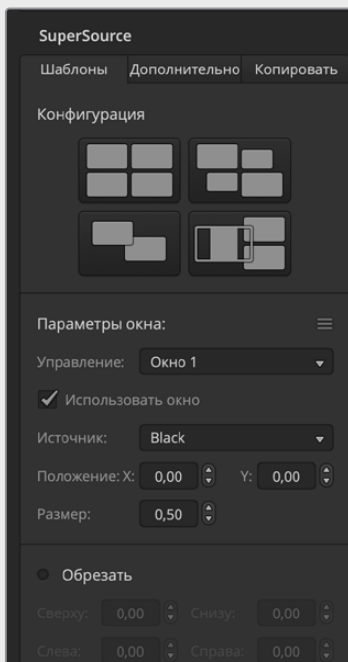 SuperSource
Шаблоны Дополнительно Копировать
Конфигурация
Параметры окна:
Управление: Окно 1
Использовать окно
Источник: Black
Положение: X: 0,00 Y: 0,00
Размер: 0,50
Обрезать
Сверху: 0,00 Снизу: 0,00
Слева: 0,00 Справа: 0,00